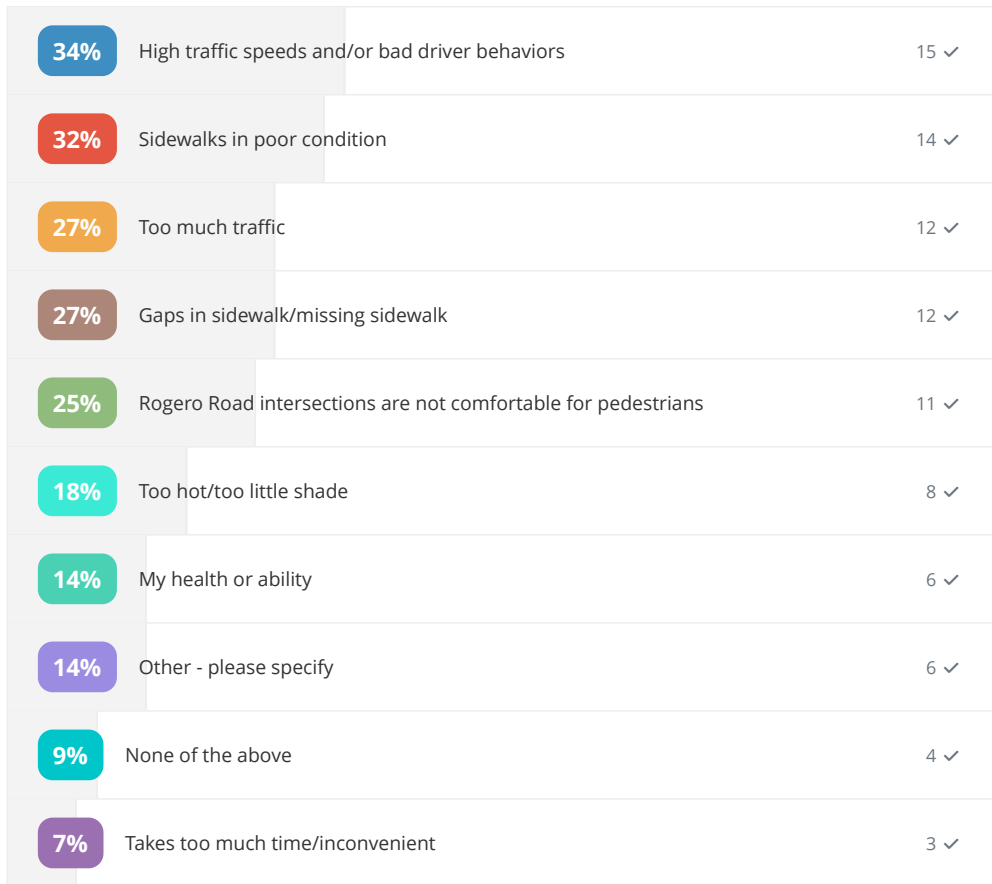 34% High traffic speeds and/or bad driver behaviors 15
32% Sidewalks in poor condition 14
27% Too much traffic 12
27% Gaps in sidewalk/missing sidewalk 12
25% Rogero Road intersections are not comfortable for pedestrians 11
18% Too hot/too little shade 8
14% My health or ability 6
14% Other - please specify 6
9% None of the above 4
7% Takes too much time/inconvenient 3